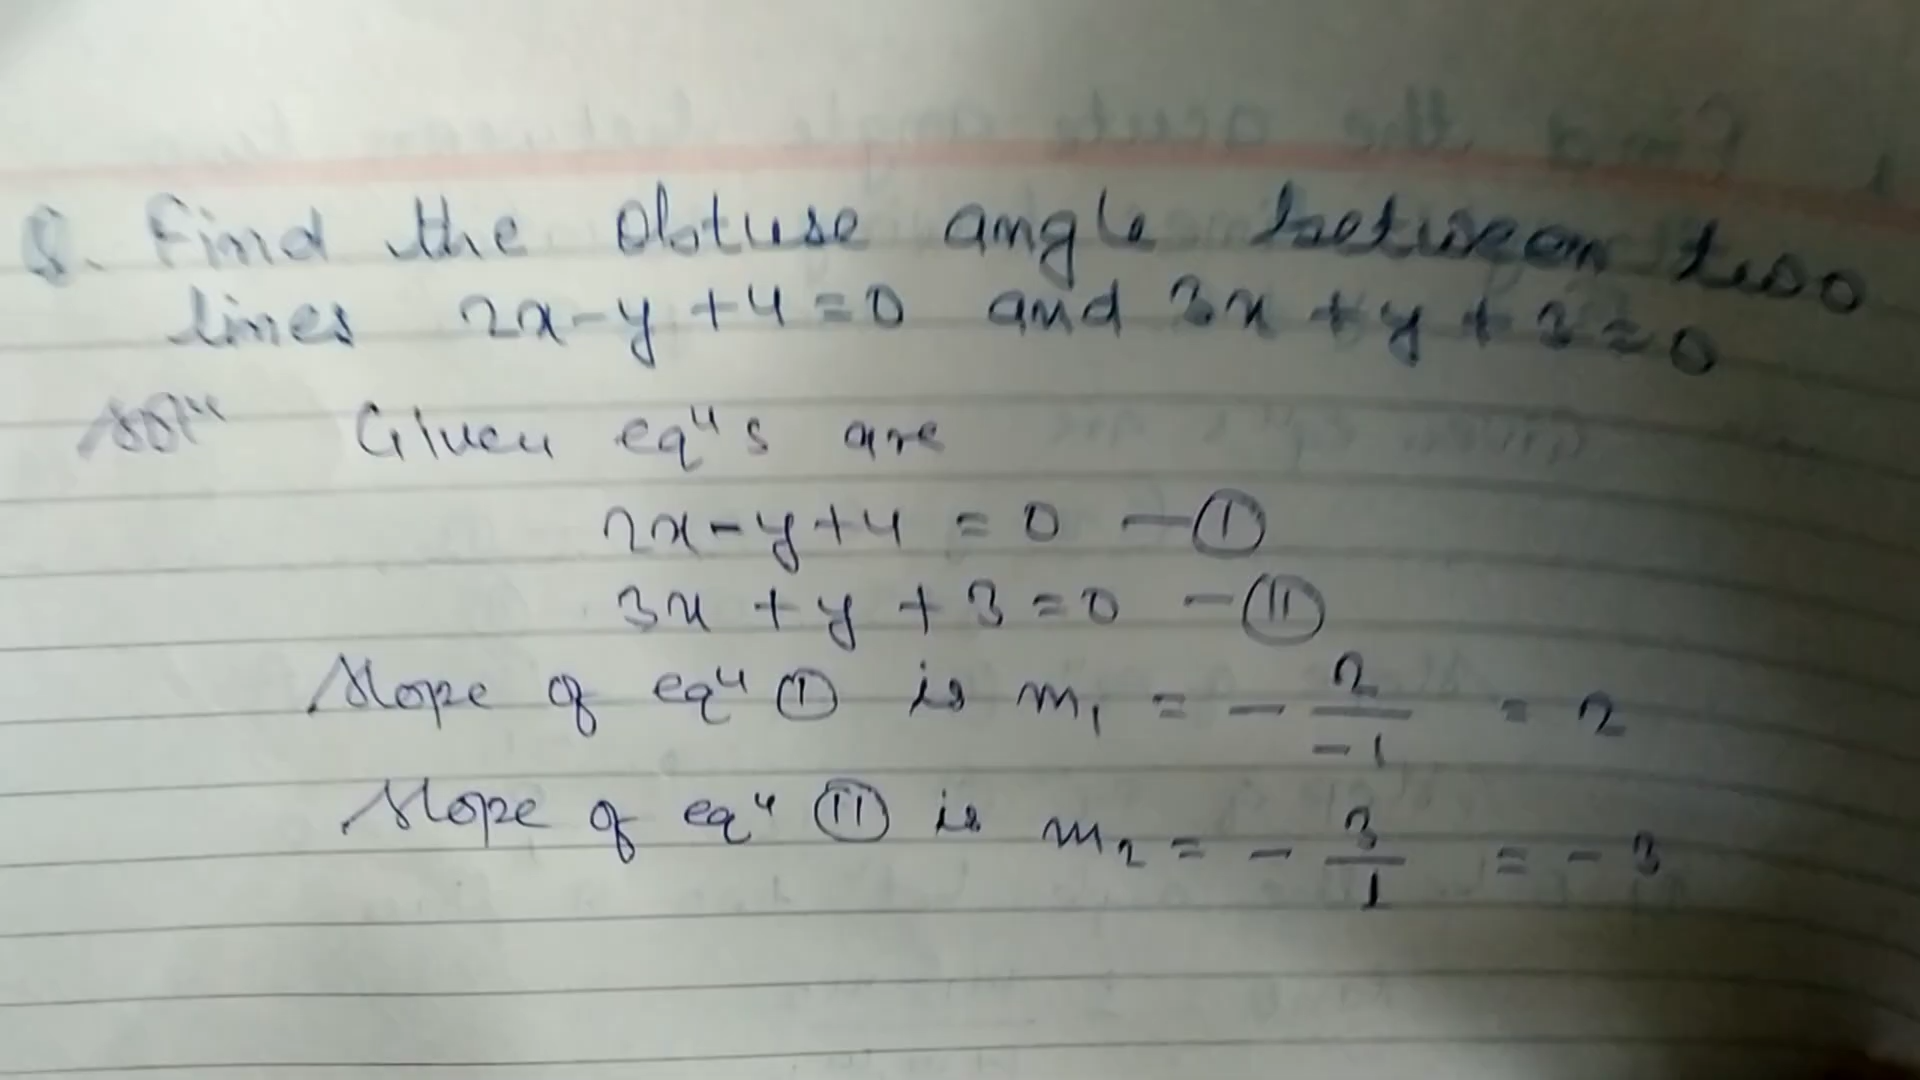 Q. Find the obtuse angle between two
lines 2x-y+4=0 and 3x+y+3=0
Solⁿ Given eqⁿs are
2x-y+4 = 0 — (I)
3x + y + 3 = 0 — (II)
Slope of eqⁿ (I) is m₁ = - 2/-1 = 2
Slope of eqⁿ (II) is m₂ = - 3/1 = - 3